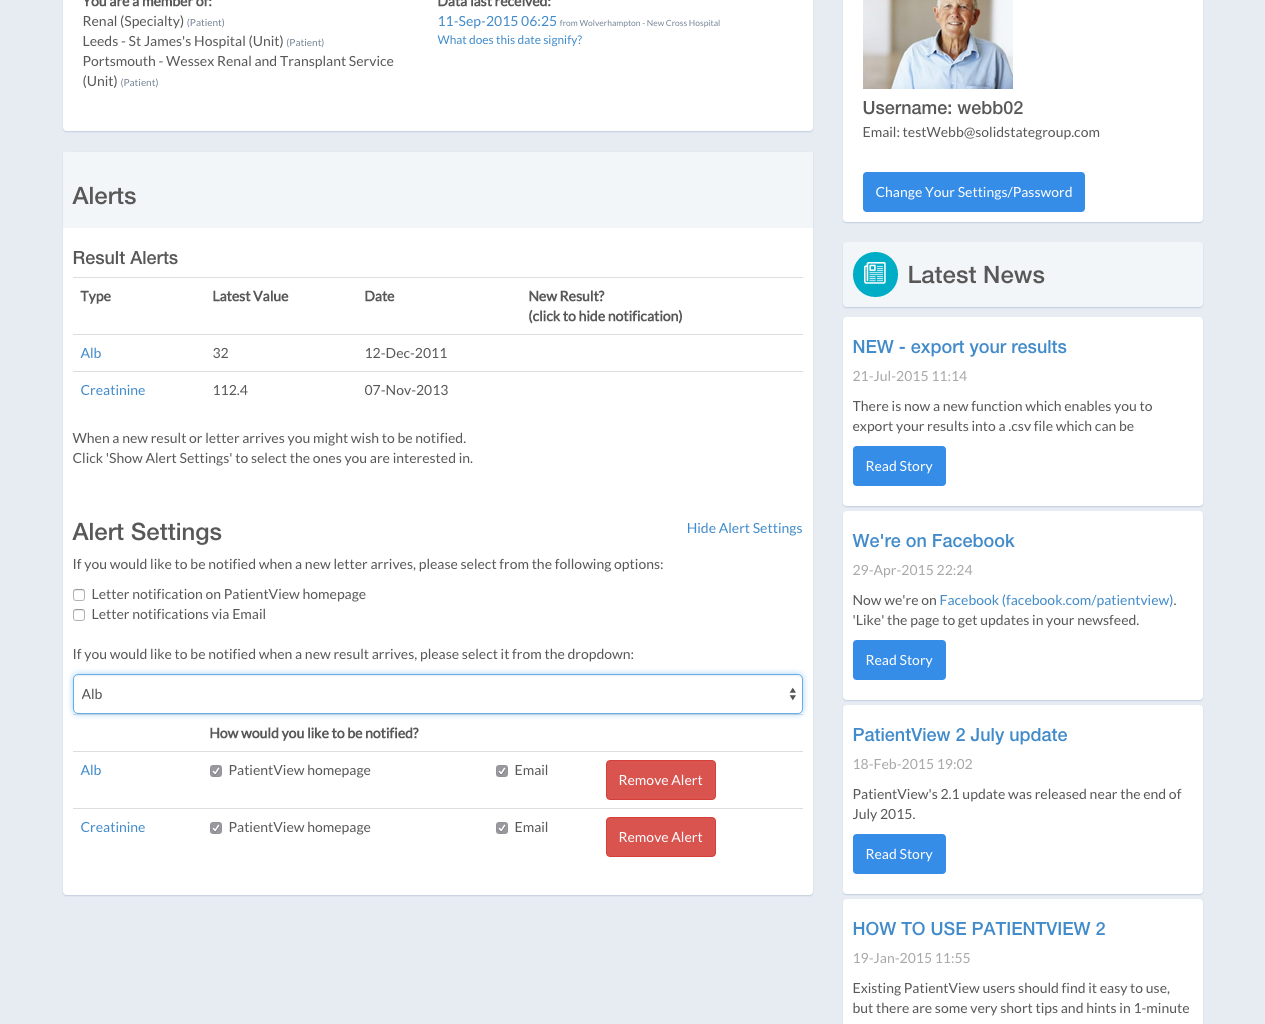 You are a member of:
Renal (Specialty) (Patient)
Leeds - St James's Hospital (Unit) (Patient)
Portsmouth - Wessex Renal and Transplant Service
(Unit) (Patient)
Data last received:
11-Sep-2015 06:25 from Wolverhampton - New Cross Hospital
What does this date signify?
Alerts
Result Alerts
Type Latest Value Date New Result?
(click to hide notification)
Alb 32 12-Dec-2011
Creatinine 112.4 07-Nov-2013
When a new result or letter arrives you might wish to be notified.
Click 'Show Alert Settings' to select the ones you are interested in.
Alert Settings Hide Alert Settings
If you would like to be notified when a new letter arrives, please select from the following options:
Letter notification on PatientView homepage
Letter notifications via Email
If you would like to be notified when a new result arrives, please select it from the dropdown:
Alb
How would you like to be notified?
Alb PatientView homepage Email Remove Alert
Creatinine PatientView homepage Email Remove Alert
Username: webb02
Email: testWebb@solidstategroup.com
Change Your Settings/Password
Latest News
NEW - export your results
21-Jul-2015 11:14
There is now a new function which enables you to
export your results into a .csv file which can be
Read Story
We're on Facebook
29-Apr-2015 22:24
Now we're on Facebook (facebook.com/patientview).
'Like' the page to get updates in your newsfeed.
Read Story
PatientView 2 July update
18-Feb-2015 19:02
PatientView's 2.1 update was released near the end of
July 2015.
Read Story
HOW TO USE PATIENTVIEW 2
19-Jan-2015 11:55
Existing PatientView users should find it easy to use,
but there are some very short tips and hints in 1-minute